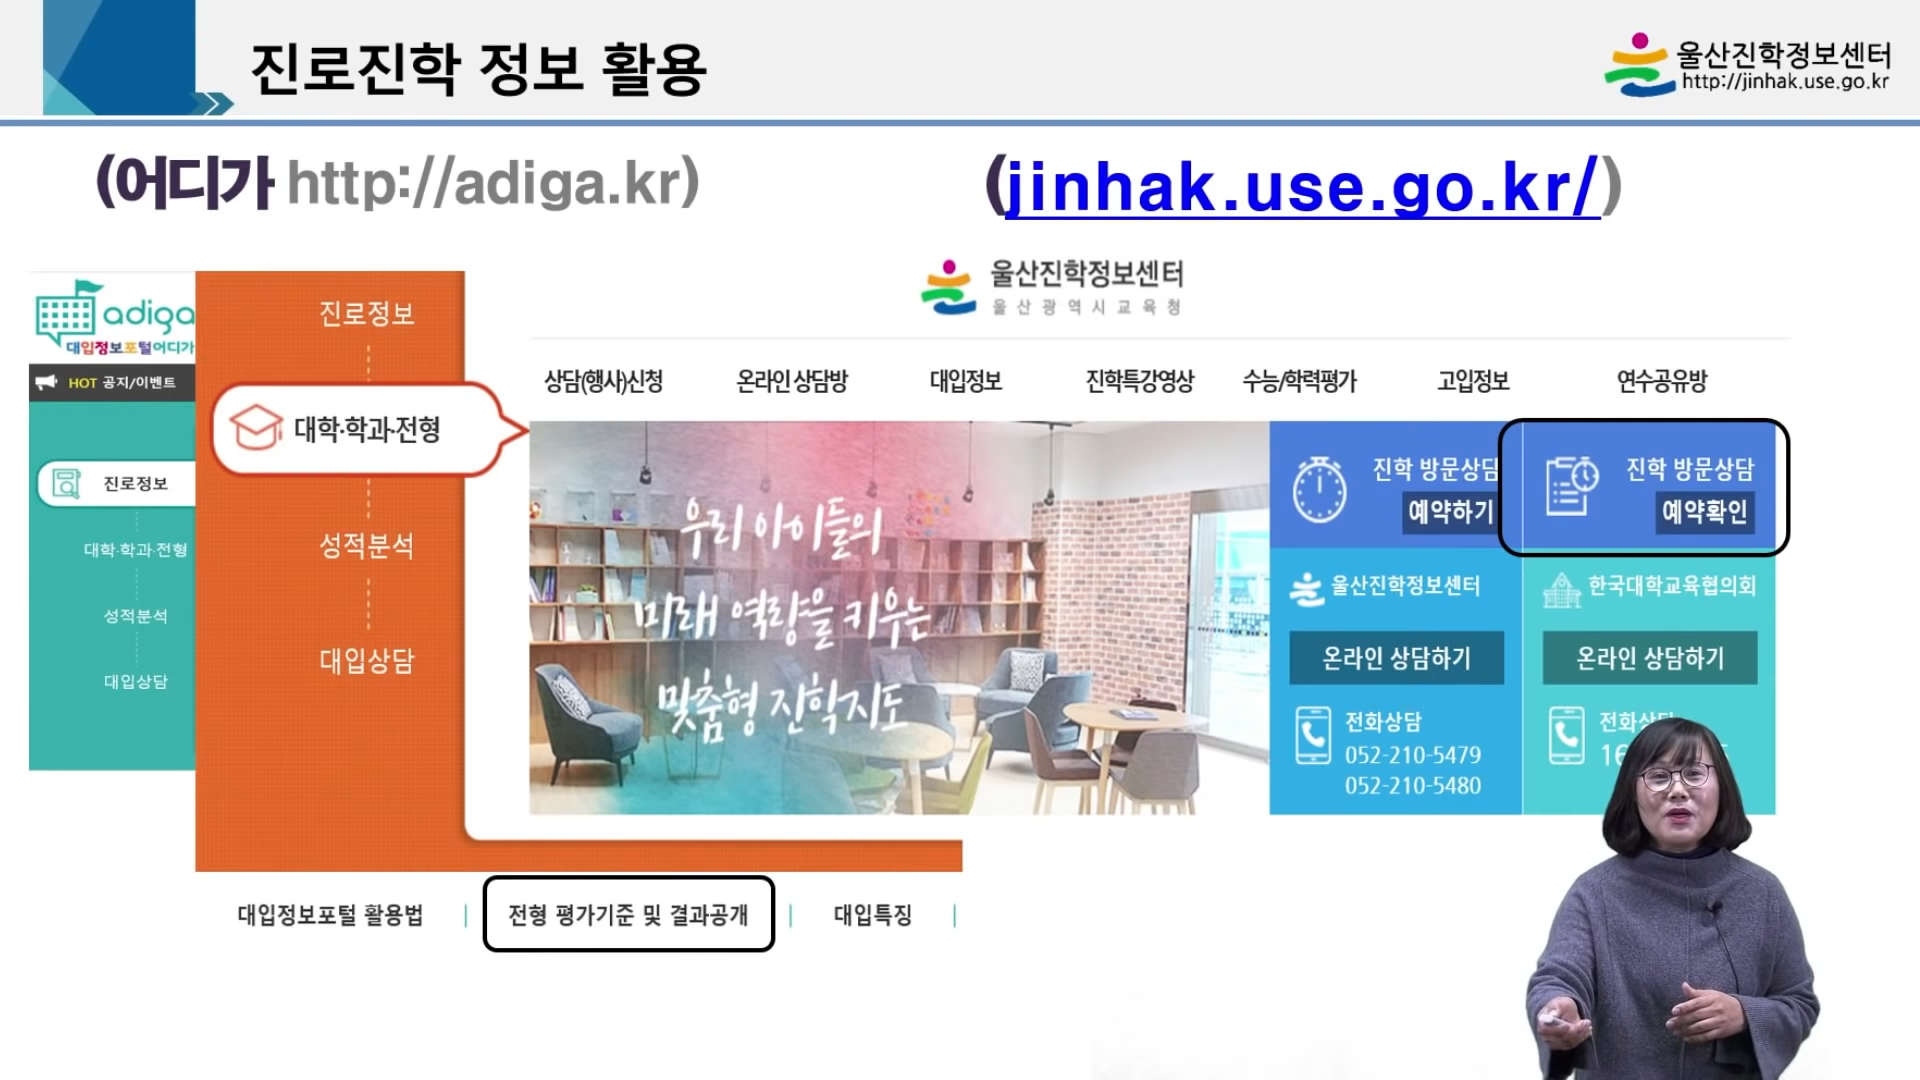 진로진학 정보 활용
울산진학정보센터
http://jinhak.use.go.kr
(어디가 http://adiga.kr)
(jinhak.use.go.kr/)
adiga
대입정보포털어디가
HOT 공지/이벤트
진로정보
대학·학과·전형
성적분석
대입상담
진로정보
대학·학과·전형
성적분석
대입상담
울산진학정보센터
울산광역시교육청
상담(행사)신청
온라인 상담방
대입정보
진학특강영상
수능/학력평가
고입정보
연수공유방
우리 아이들의
미래 역량을 키우는
맞춤형 진학지도
진학 방문상담
예약하기
진학 방문상담
예약확인
울산진학정보센터
온라인 상담하기
전화상담
052-210-5479
052-210-5480
한국대학교육협의회
온라인 상담하기
전화상담
대입정보포털 활용법
전형 평가기준 및 결과공개
대입특징